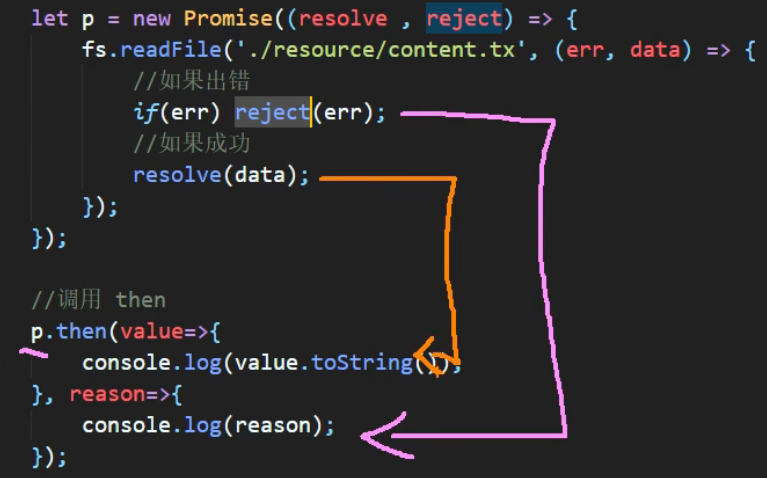 let p = new Promise((resolve , reject) => {
fs.readFile('./resource/content.tx', (err, data) => {
//如果出错
if(err) reject(err);
//如果成功
resolve(data);
});
});
//调用 then
p.then(value=>{
console.log(value.toString());
}, reason=>{
console.log(reason);
});